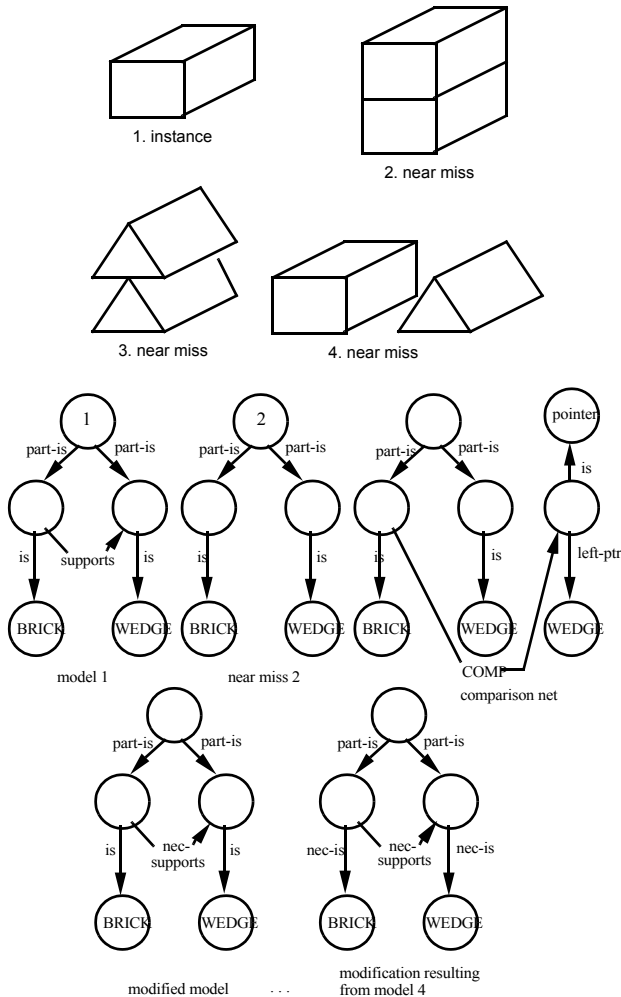 1. instance
2. near miss
3. near miss
4. near miss
1
part-is part-is
is supports is
BRICK WEDGE
model 1
2
part-is part-is
is is
BRICK WEDGE
near miss 2
part-is part-is
is is
BRICK WEDGE
pointer
is
left-ptr
WEDGE
COMP
comparison net
part-is part-is
is nec-
supports
is
BRICK WEDGE
modified model
. . .
part-is part-is
nec-is nec-
supports
nec-is
BRICK WEDGE
modification resulting
from model 4